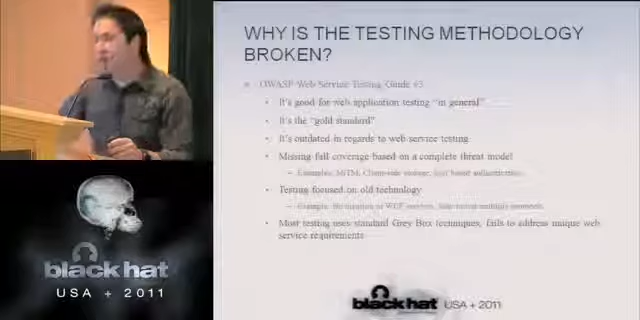 WHY IS THE TESTING METHODOLOGY
BROKEN?
OWASP Web Service Testing Guide v3
It's good for web application testing "in general"
It's the "gold standard"
It's outdated in regards to web service testing
Missing full coverage based on a complete threat model
Examples: MiTM, Client-side storage, host based authentication
Testing focused on old technology
Example: No mention of WCF services, how to test multiple protocols
Most testing uses standard Grey Box techniques, fails to address unique web
service requirements
black hat
USA + 2011
black hat USA + 2011